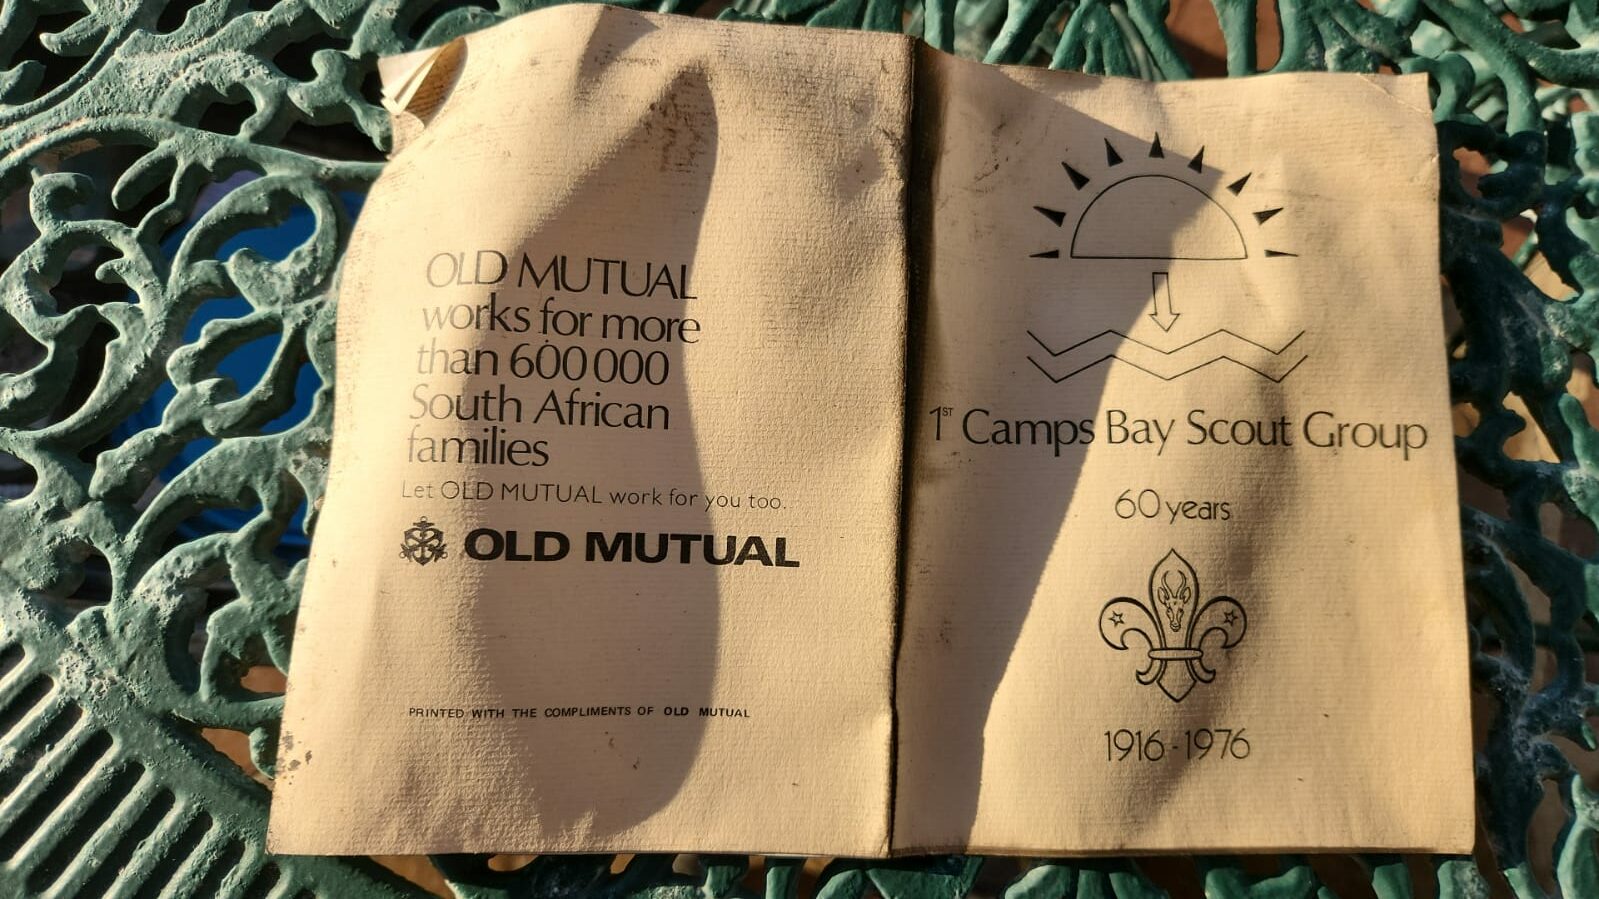 OLD MUTUAL
works for more
than 600 000
South African
families
Let OLD MUTUAL work for you too.
OLD MUTUAL
PRINTED WITH THE COMPLIMENTS OF OLD MUTUAL
1ST Camps Bay Scout Group
60 years
1916-1976